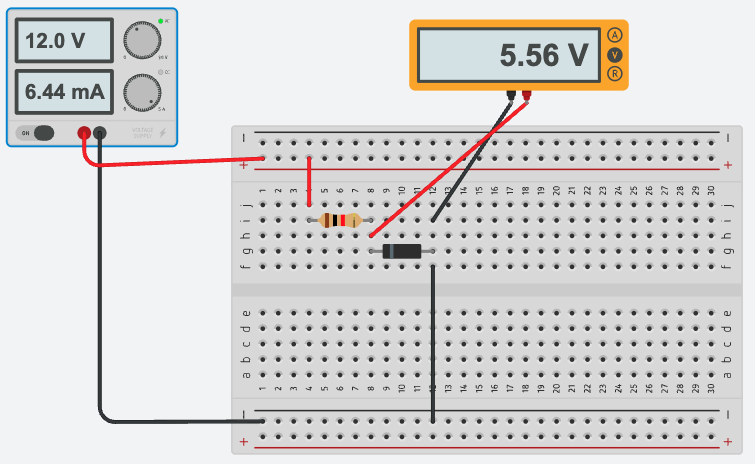 12.0 V
6.44 mA
5.56 V
A
V
R
ON
VOLTAGE
SUPPLY
5 A
− −
+ +
1 2 3 4 5 6 7 8 9 10 11 12 13 14 15 16 17 18 19 20 21 22 23 24 25 26 27 28 29 30
j j
i i
h h
g g
f f
e e
d d
c c
b b
a a
1 2 3 4 5 6 7 8 9 10 11 12 13 14 15 16 17 18 19 20 21 22 23 24 25 26 27 28 29 30
− −
+ +